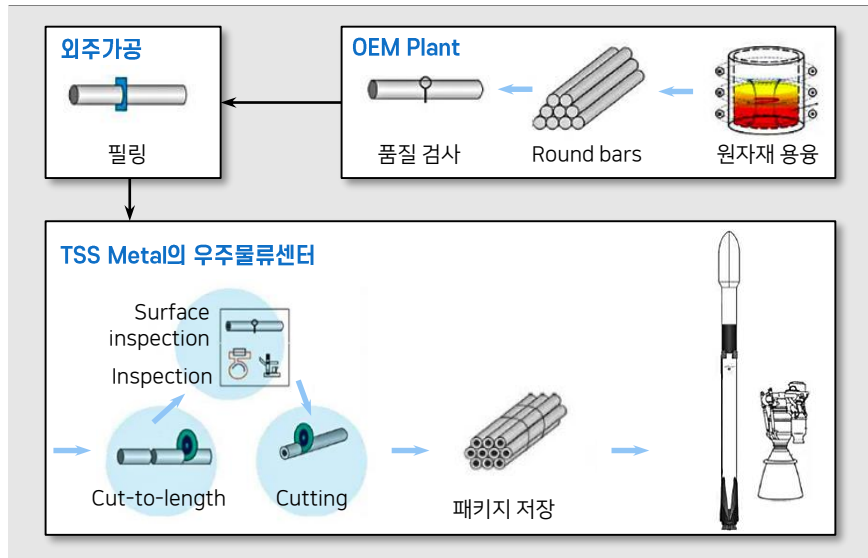 외주가공
필링
OEM Plant
품질 검사
Round bars
원자재 용융
TSS Metal의 우주물류센터
Surface
inspection
Inspection
Cut-to-length
Cutting
패키지 저장